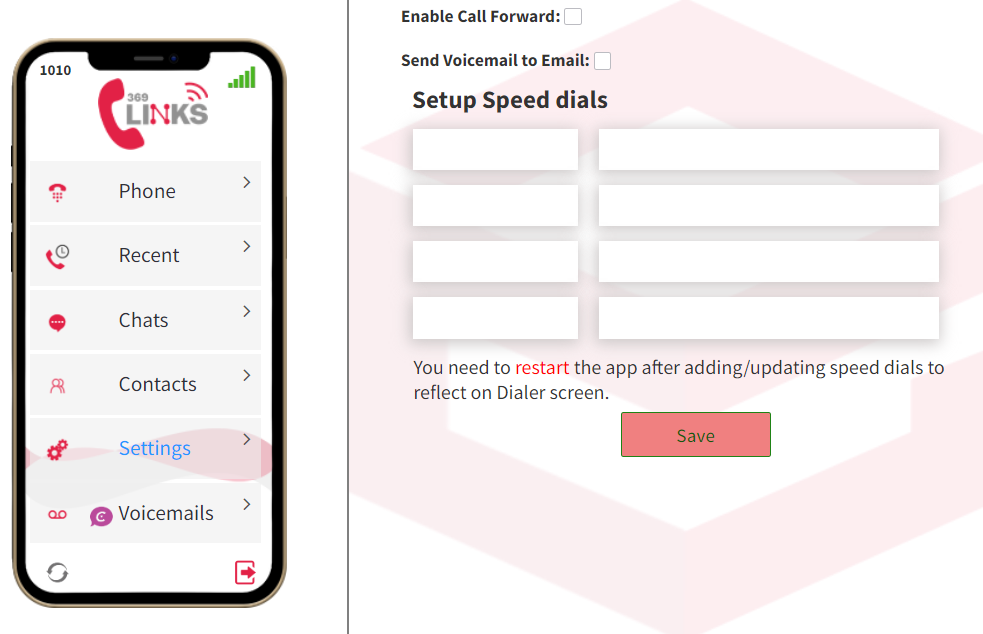 1010
369
LINKS
Phone
Recent
Chats
Contacts
Settings
C Voicemails
Enable Call Forward:
Send Voicemail to Email:
Setup Speed dials
You need to restart the app after adding/updating speed dials to
reflect on Dialer screen.
Save